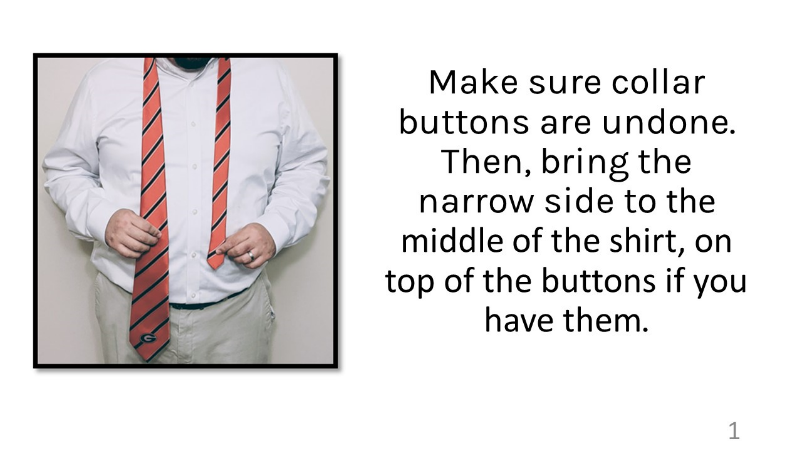 Make sure collar
buttons are undone.
Then, bring the
narrow side to the
middle of the shirt, on
top of the buttons if you
have them.
1